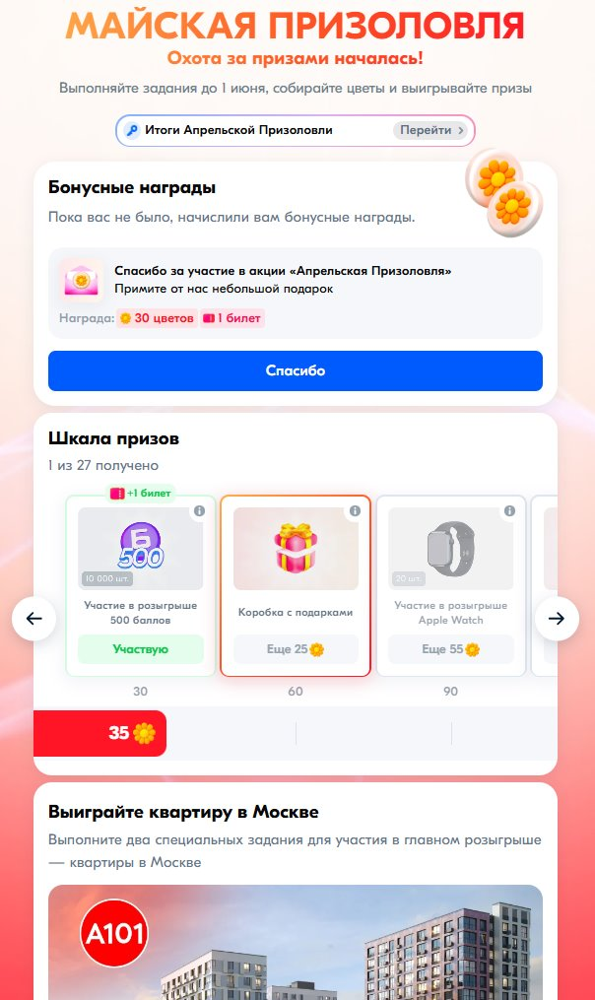 МАЙСКАЯ ПРИЗОЛОВЛЯ
Охота за призами началась!
Выполняйте задания до 1 июня, собирайте цветы и выигрывайте призы
Итоги Апрельской Призоловли
Перейти
Бонусные награды
Пока вас не было, начислили вам бонусные награды.
Спасибо за участие в акции «Апрельская Призоловля»
Примите от нас небольшой подарок
Награда: 30 цветов 1 билет
Спасибо
Шкала призов
1 из 27 получено
+1 билет
Б
500
10 000 шт.
Участие в розыгрыше
500 баллов
Участвую
30
Коробка с подарками
Еще 25
60
20 шт.
Участие в розыгрыше
Apple Watch
Еще 55
90
35
Выиграйте квартиру в Москве
Выполните два специальных задания для участия в главном розыгрыше
— квартиры в Москве
А101